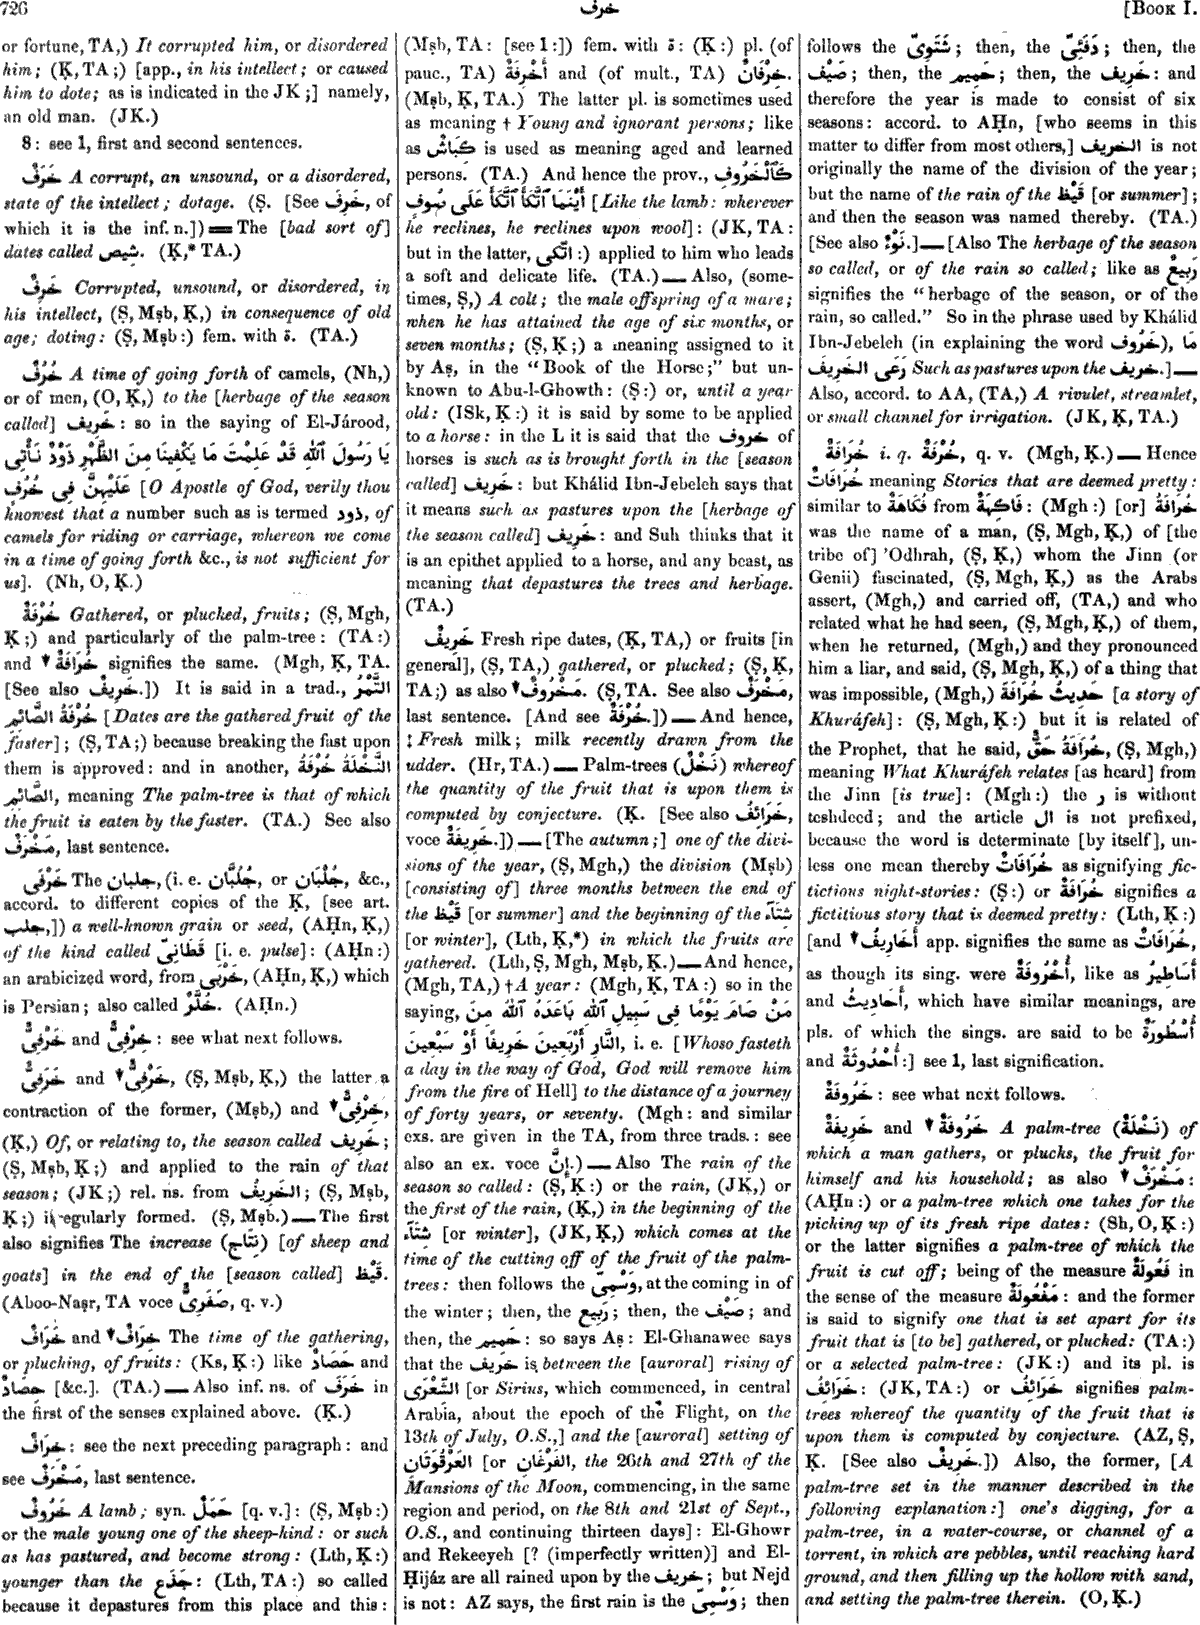 726
خرف
[Book I.
or fortune, TA,) It corrupted him, or disordered
him; (Ḳ, TA;) [app., in his intellect; or caused
him to dote; as is indicated in the JK;] namely,
an old man. (JK.)
8: see 1, first and second sentences.
خَرَفٌ A corrupt, an unsound, or a disordered,
state of the intellect; dotage. (Ṣ. [See خَرِفَ, of
which it is the inf. n.]) = The [bad sort of]
dates called شِيص. (Ḳ,* TA.)
خَرِفٌ Corrupted, unsound, or disordered, in
his intellect, (Ṣ, Mṣb, Ḳ,) in consequence of old
age; doting: (Ṣ, Mṣb:) fem. with ة. (TA.)
خُرُفٌ A time of going forth of camels, (Nh,)
or of men, (O, Ḳ,) to the [herbage of the season
called] خَرِيف: so in the saying of El-Járood,
يَا رَسُولَ ٱللّٰهِ قَدْ عَلِمْتَ مَا يَكْفِينَا مِنَ الظَّهْرِ ذَوْدٌ نَأْتِى
عَلَيْهِنَّ فِى خُرُفٍ [O Apostle of God, verily thou
knowest that a number such as is termed ذود, of
camels for riding or carriage, whereon we come
in a time of going forth &c., is not sufficient for
us]. (Nh, O, Ḳ.)
خُرْفَةٌ Gathered, or plucked, fruits; (Ṣ, Mgh,
Ḳ;) and particularly of the palm-tree: (TA:)
and ▼ خُرَافَةٌ signifies the same. (Mgh, Ḳ, TA.
[See also خَرِيفٌ.]) It is said in a trad., التَّمْرُ
خُرْفَةُ الصَّائِمِ [Dates are the gathered fruit of the
faster]; (Ṣ, TA;) because breaking the fast upon
them is approved: and in another, النَّخْلَةُ خُرْفَةُ
الصَّائِمِ, meaning The palm-tree is that of which
the fruit is eaten by the faster. (TA.) See also
مَخْرَفٌ, last sentence.
خَرْفَى The جلبان, (i. e. جُلُبَّان, or جُلْبَان, &c.,
accord. to different copies of the Ḳ, [see art.
جلب,]) a well-known grain or seed, (AḤn, Ḳ,)
of the kind called قَطَانِىّ [i. e. pulse]: (AḤn:)
an arabicized word, from خَرْبَى, (AḤn, Ḳ,) which
is Persian; also called خُلَّرٌ. (AḤn.)
خَرْفِىٌّ and خِرْفِىٌّ: see what next follows.
خَرَفِىٌّ and ▼ خَرْفِىٌّ, (Ṣ, Mṣb, Ḳ,) the latter a
contraction of the former, (Mṣb,) and ▼ خِرْفِىٌّ,
(Ḳ,) Of, or relating to, the season called خَرِيف;
(Ṣ, Mṣb, Ḳ;) and applied to the rain of that
season; (JK;) rel. ns. from الخَرِيفُ; (Ṣ, Mṣb,
Ḳ;) irregularly formed. (Ṣ, Mṣb.) — The first
also signifies The increase (نِتَاج) [of sheep and
goats] in the end of the [season called] قَيْظ.
(Aboo-Naṣr, TA voce صَفَرِىٌّ, q. v.)
خَرَافٌ and ▼ خِرَافٌ The time of the gathering,
or plucking, of fruits: (Ks, Ḳ:) like حَصَادٌ and
حِصَادٌ [&c.]. (TA.) — Also inf. ns. of خَرَفَ in
the first of the senses explained above. (Ḳ.)
خِرَافٌ: see the next preceding paragraph: and
see مَخْرَفٌ, last sentence.
خَرُوفٌ A lamb; syn. حَمَلٌ [q. v.]: (Ṣ, Mṣb:)
or the male young one of the sheep-kind: or such
as has pastured, and become strong: (Lth, Ḳ:)
younger than the جَذَع: (Lth, TA:) so called
because it depastures from this place and this:
(Mṣb, TA: [see 1:]) fem. with ة: (Ḳ:) pl. (of
pauc., TA) أَخْرِفَةٌ and (of mult., TA) خِرْفَانٌ.
(Mṣb, Ḳ, TA.) The latter pl. is sometimes used
as meaning † Young and ignorant persons; like
as كِبَاشٌ is used as meaning aged and learned
persons. (TA.) And hence the prov., كَٱلْخَرُوفِ
أَيْنَمَا ٱتَّكَأَ ٱتَّكَأَ عَلَى صُوفٍ [Like the lamb: wherever
he reclines, he reclines upon wool]: (JK, TA:
but in the latter, اتّكى:) applied to him who leads
a soft and delicate life. (TA.) — Also, (some-
times, Ṣ,) A colt; the male offspring of a mare;
when he has attained the age of six months, or
seven months; (Ṣ, Ḳ;) a meaning assigned to it
by Aṣ, in the "Book of the Horse;" but un-
known to Abu-l-Ghowth: (Ṣ:) or, until a year
old: (ISk, Ḳ:) it is said by some to be applied
to a horse: in the L it is said that the خروف of
horses is such as is brought forth in the [season
called] خَرِيف: but Khálid Ibn-Jebeleh says that
it means such as pastures upon the [herbage of
the season called] خَرِيف: and Suh thinks that it
is an epithet applied to a horse, and any beast, as
meaning that depastures the trees and herbage.
(TA.)
خَرِيفٌ Fresh ripe dates, (Ḳ, TA,) or fruits [in
general], (Ṣ, TA,) gathered, or plucked; (Ṣ, Ḳ,
TA;) as also ▼ مَخْرُوفٌ. (Ṣ, TA. See also مَخْرَفٌ,
last sentence. [And see خُرْفَةٌ.]) — And hence,
‡ Fresh milk; milk recently drawn from the
udder. (Hr, TA.) — Palm-trees (نَخْلٌ) whereof
the quantity of the fruit that is upon them is
computed by conjecture. (Ḳ. [See also خَرَائِفُ,
voce خَرِيفَةٌ.]) — [The autumn;] one of the divi-
sions of the year, (Ṣ, Mgh,) the division (Mṣb)
[consisting of] three months between the end of
the قَيْظ [or summer] and the beginning of the شِتَآء
[or winter], (Lth, Ḳ,*) in which the fruits are
gathered. (Lth, Ṣ, Mgh, Mṣb, Ḳ.) — And hence,
(Mgh, TA,) † A year: (Mgh, Ḳ, TA:) so in the
saying, مَنْ صَامَ يَوْمًا فِى سَبِيلِ ٱللّٰهِ بَاعَدَهُ ٱللّٰهُ مِنَ
النَّارِ أَرْبَعِينَ خَرِيفًا أَوْ سَبْعِينَ, i. e. [Whoso fasteth
a day in the way of God, God will remove him
from the fire of Hell] to the distance of a journey
of forty years, or seventy. (Mgh: and similar
exs. are given in the TA, from three trads.: see
also an ex. voce إِنَّ.) — Also The rain of the
season so called: (Ṣ, Ḳ:) or the rain, (JK,) or
the first of the rain, (Ḳ,) in the beginning of the
شِتَآء [or winter], (JK, Ḳ,) which comes at the
time of the cutting off of the fruit of the palm-
trees: then follows the وَسْمِىّ, at the coming in of
the winter; then, the رَبِيع; then, the صَيْف; and
then, the حَمِيم: so says Aṣ: El-Ghanawee says
that the خريف is between the [auroral] rising of
الشِّعْرَى [or Sirius, which commenced, in central
Arabia, about the epoch of the Flight, on the
13th of July, O.S.,] and the [auroral] setting of
العَرْقُوَتَانِ [or الفَرْغَانِ, the 26th and 27th of the
Mansions of the Moon, commencing, in the same
region and period, on the 8th and 21st of Sept.,
O.S., and continuing thirteen days]: El-Ghowr
and Rekeeyeh [? (imperfectly written)] and El-
Ḥijáz are all rained upon by the خريف; but Nejd
is not: AZ says, the first rain is the وَسْمِىّ; then
follows the شَتَوِىّ; then, the دَفَئِىّ; then, the
صَيِّف; then, the حَمِيم; then, the خَرِيف: and
therefore the year is made to consist of six
seasons: accord. to AḤn, [who seems in this
matter to differ from most others,] الخريف is not
originally the name of the division of the year;
but the name of the rain of the قَيْظ [or summer];
and then the season was named thereby. (TA.)
[See also نَوْءٌ.] — [Also The herbage of the season
so called, or of the rain so called; like as رَبِيعٌ
signifies the "herbage of the season, or of the
rain, so called." So in the phrase used by Khálid
Ibn-Jebeleh (in explaining the word خَرُوف), مَا
رَعَى الخَرِيفَ Such as pastures upon the خريف.] —
Also, accord. to AA, (TA,) A rivulet, streamlet,
or small channel for irrigation. (JK, Ḳ, TA.)
خُرَافَةٌ i. q. خُرْفَةٌ, q. v. (Mgh, Ḳ.) — Hence
خُرَافَاتٌ meaning Stories that are deemed pretty:
similar to فُكَاهَةٌ from فَاكِهَةٌ: (Mgh:) [or] خُرَافَةُ
was the name of a man, (Ṣ, Mgh, Ḳ,) of [the
tribe of] 'Odhrah, (Ṣ, Ḳ,) whom the Jinn (or
Genii) fascinated, (Ṣ, Mgh, Ḳ,) as the Arabs
assert, (Mgh,) and carried off, (TA,) and who
related what he had seen, (Ṣ, Mgh, Ḳ,) of them,
when he returned, (Mgh,) and they pronounced
him a liar, and said, (Ṣ, Mgh, Ḳ,) of a thing that
was impossible, (Mgh,) حَدِيثُ خُرَافَةَ [a story of
Khuráfeh]: (Ṣ, Mgh, Ḳ:) but it is related of
the Prophet, that he said, خُرَافَةُ حَقٌّ, (Ṣ, Mgh,)
meaning What Khuráfeh relates [as heard] from
the Jinn [is true]: (Mgh:) the ر is without
teshdeed; and the article ال is not prefixed,
because the word is determinate [by itself], un-
less one mean thereby خُرَافَاتٌ as signifying fic-
tictious night-stories: (Ṣ:) or خُرَافَةٌ signifies a
fictitious story that is deemed pretty: (Lth, Ḳ:)
[and ▼ أَخَارِيفُ app. signifies the same as خُرَافَاتٌ,
as though its sing. were أُخْرُوفَةٌ, like as أَسَاطِيرُ
and أَحَادِيثُ, which have similar meanings, are
pls. of which the sings. are said to be أُسْطُورَةٌ
and أُحْدُوثَةٌ:] see 1, last signification.
خَرُوفَةٌ: see what next follows.
خَرِيفَةٌ and ▼ خَرُوفَةٌ A palm-tree (نَخْلَةٌ) of
which a man gathers, or plucks, the fruit for
himself and his household; as also ▼ مَخْرَفٌ:
(AḤn:) or a palm-tree which one takes for the
picking up of its fresh ripe dates: (Sh, O, Ḳ:)
or the latter signifies a palm-tree of which the
fruit is cut off; being of the measure فَعُولَةٌ in
the sense of the measure مَفْعُولَةٌ: and the former
is said to signify one that is set apart for its
fruit that is [to be] gathered, or plucked: (TA:)
or a selected palm-tree: (JK:) and its pl. is
خَرَائِفُ: (JK, TA:) or خَرَائِفُ signifies palm-
trees whereof the quantity of the fruit that is
upon them is computed by conjecture. (AZ, Ṣ,
Ḳ. [See also خَرِيفٌ.]) Also, the former, [A
palm-tree set in the manner described in the
following explanation:] one's digging, for a
palm-tree, in a water-course, or channel of a
torrent, in which are pebbles, until reaching hard
ground, and then filling up the hollow with sand,
and setting the palm-tree therein. (O, Ḳ.)